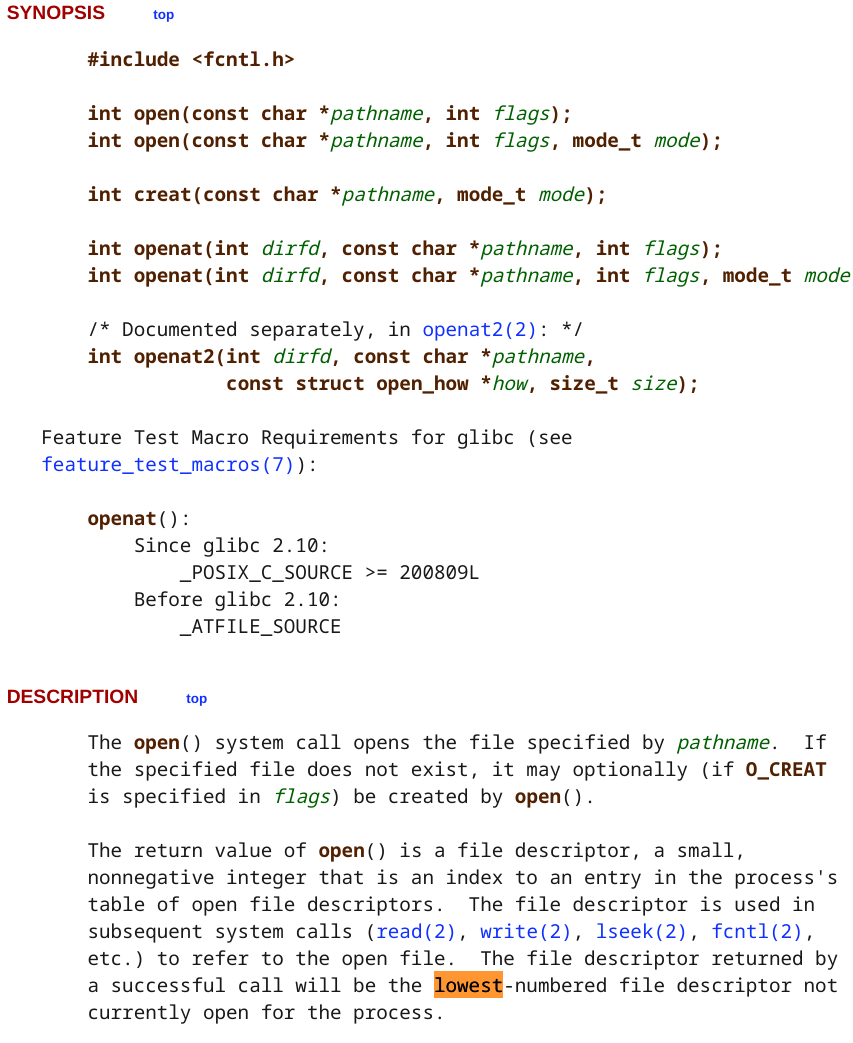 SYNOPSIS top
#include <fcntl.h>
int open(const char *pathname, int flags);
int open(const char *pathname, int flags, mode_t mode);
int creat(const char *pathname, mode_t mode);
int openat(int dirfd, const char *pathname, int flags);
int openat(int dirfd, const char *pathname, int flags, mode_t mode
/* Documented separately, in openat2(2): */
int openat2(int dirfd, const char *pathname,
const struct open_how *how, size_t size);
Feature Test Macro Requirements for glibc (see
feature_test_macros(7)):
openat():
Since glibc 2.10:
_POSIX_C_SOURCE >= 200809L
Before glibc 2.10:
_ATFILE_SOURCE
DESCRIPTION top
The open() system call opens the file specified by pathname.  If
the specified file does not exist, it may optionally (if O_CREAT
is specified in flags) be created by open().
The return value of open() is a file descriptor, a small,
nonnegative integer that is an index to an entry in the process's
table of open file descriptors.  The file descriptor is used in
subsequent system calls (read(2), write(2), lseek(2), fcntl(2),
etc.) to refer to the open file.  The file descriptor returned by
a successful call will be the lowest-numbered file descriptor not
currently open for the process.